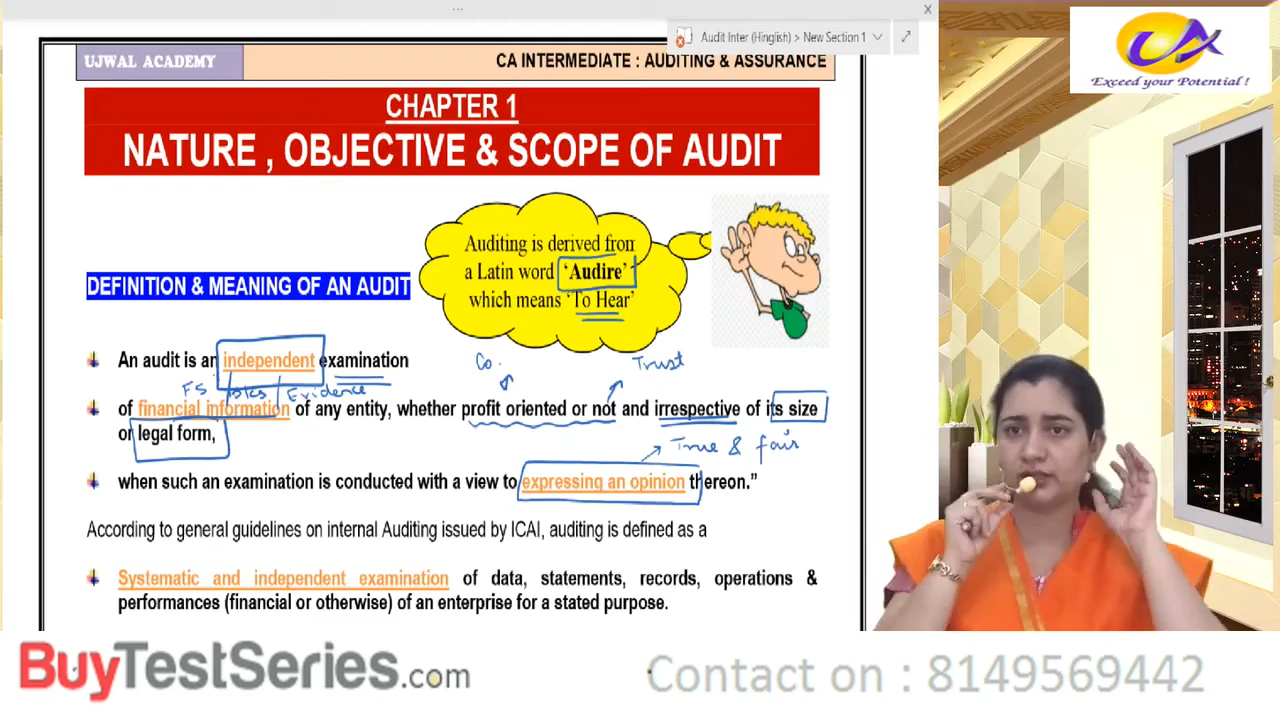 ...
x
Audit Inter (Hinglish) > New Section 1
UJWAL ACADEMY
CA INTERMEDIATE : AUDITING & ASSURANCE
Exceed your Potential !
CHAPTER 1
NATURE , OBJECTIVE & SCOPE OF AUDIT
Auditing is derived from
a Latin word ‘Audire’
which means ‘To Hear’
DEFINITION & MEANING OF AN AUDIT
An audit is an independent examination
Co. Trust
FS Evidence
of financial information of any entity, whether profit oriented or not and irrespective of its size
or legal form,
True & fair
when such an examination is conducted with a view to expressing an opinion thereon.”
According to general guidelines on internal Auditing issued by ICAI, auditing is defined as a
Systematic and independent examination of data, statements, records, operations &
performances (financial or otherwise) of an enterprise for a stated purpose.
BuyTestSeries.com
Contact on : 8149569442